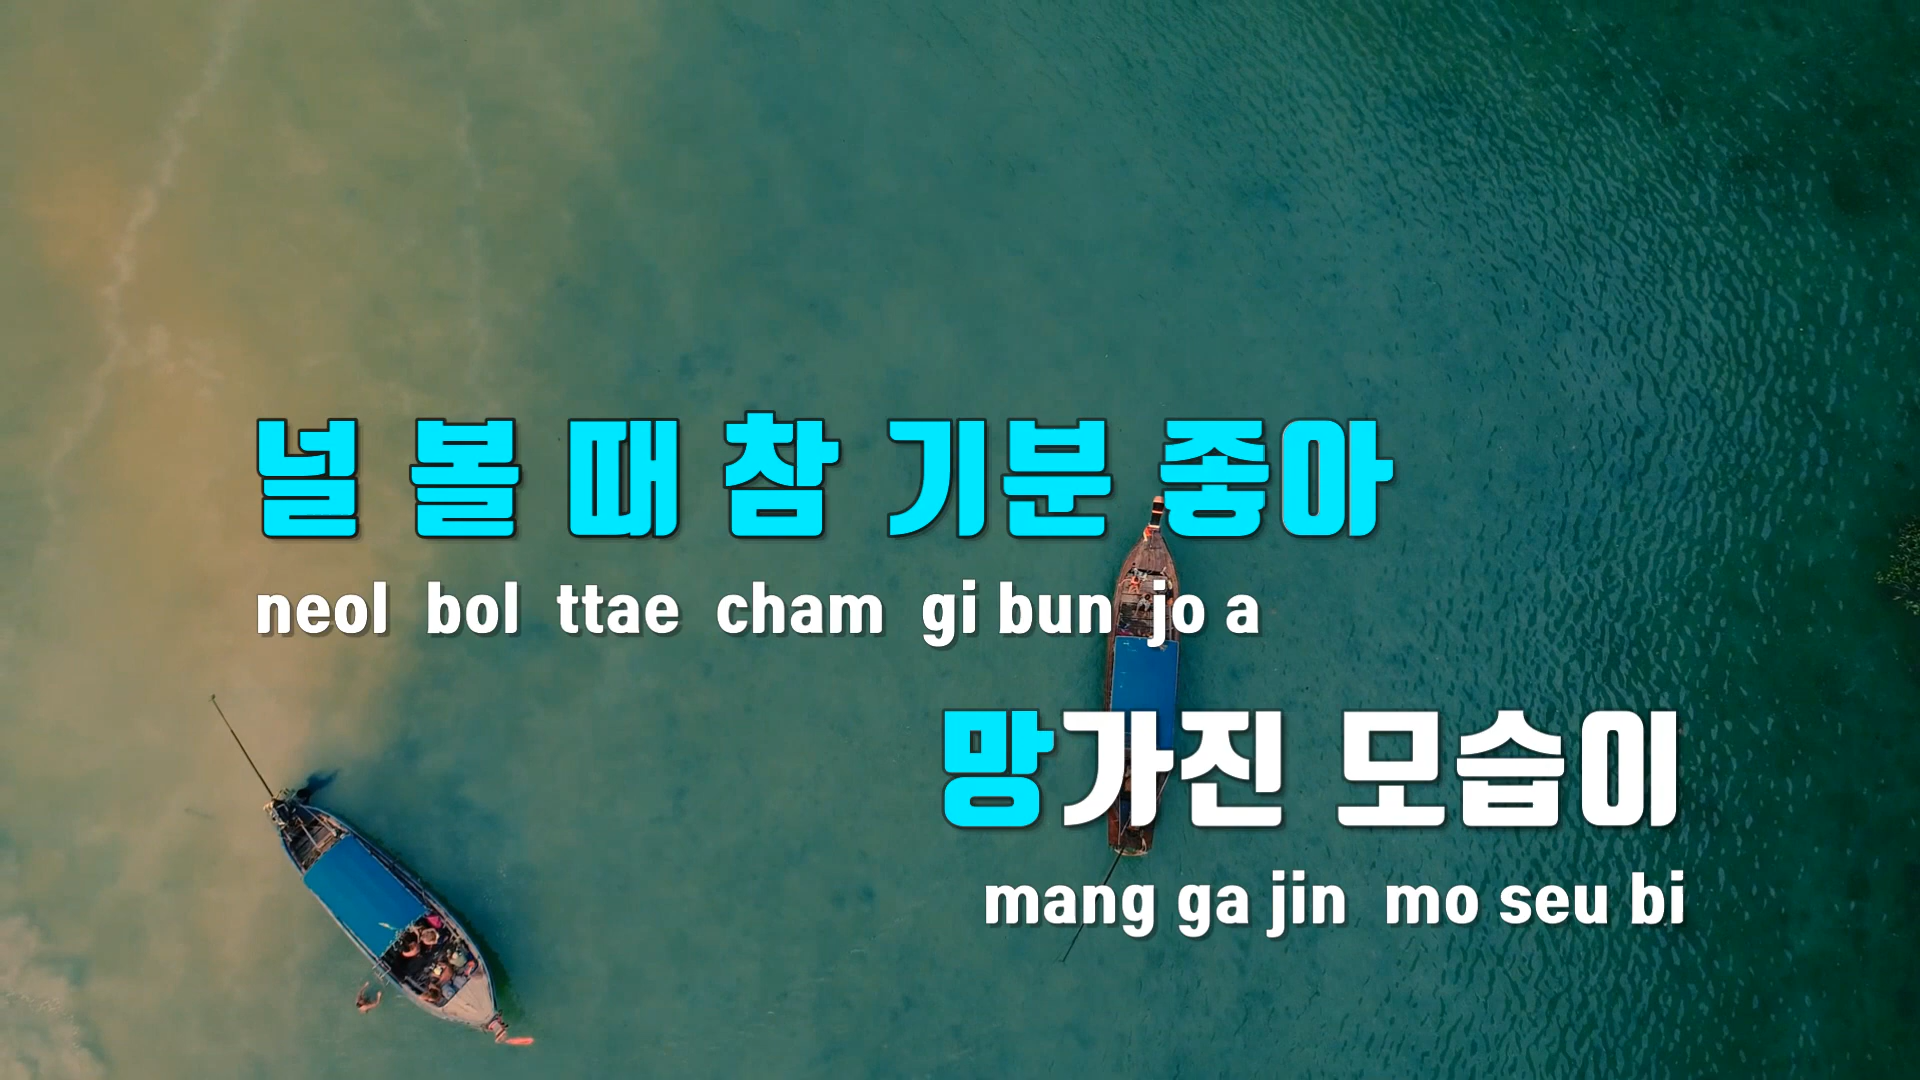 널 볼 때 참 기분 좋아
neol bol ttae cham gi bun jo a
망가진 모습이
mang ga jin mo seu bi